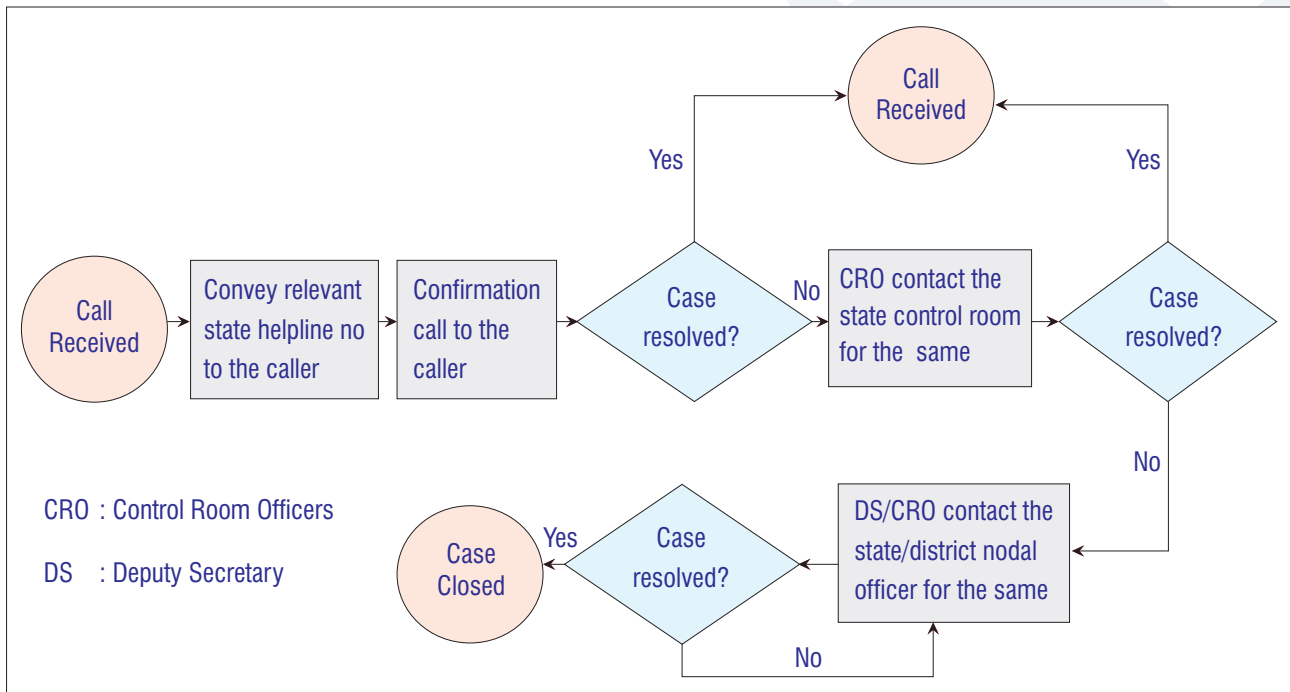 Call
Received
Yes
Yes
Call
Received
Convey relevant
state helpline no
to the caller
Confirmation
call to the
caller
Case
resolved?
No
CRO contact the
state control room
for the same
Case
resolved?
No
DS/CRO contact the
state/district nodal
officer for the same
Case
resolved?
Yes
No
Case
Closed
CRO : Control Room Officers
DS : Deputy Secretary